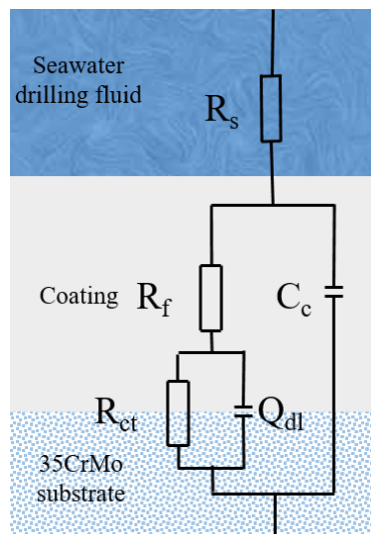 Seawater
drilling fluid
Rs
Coating
Rf
Cc
Rct
Qdl
35CrMo
substrate